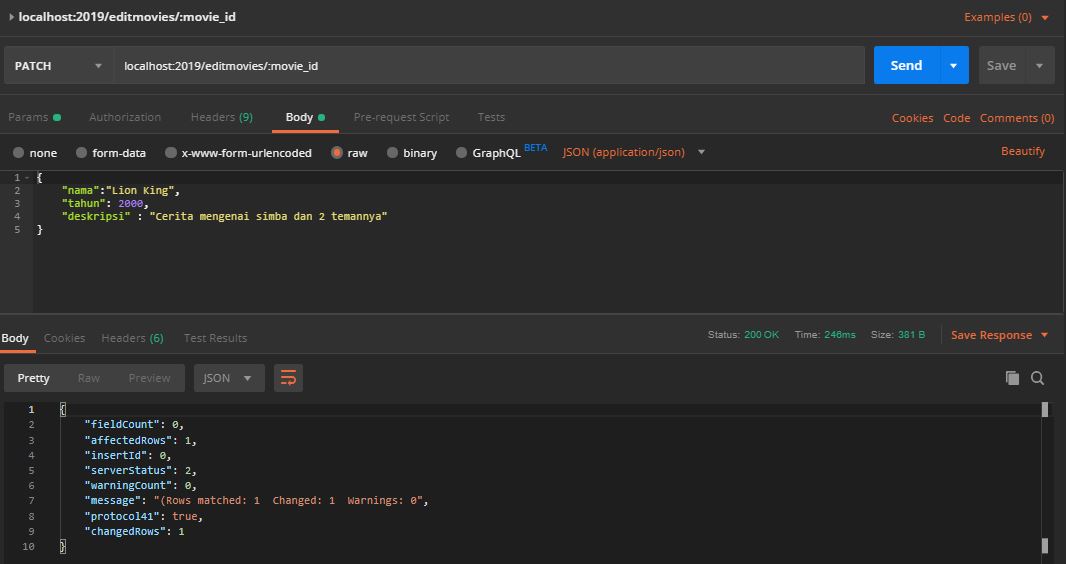 localhost:2019/editmovies/:movie_id
Examples (0)
PATCH
localhost:2019/editmovies/:movie_id
Send
Save
Params
Authorization
Headers (9)
Body
Pre-request Script
Tests
Cookies
Code
Comments (0)
none
form-data
x-www-form-urlencoded
raw
binary
GraphQL BETA
JSON (application/json)
Beautify
1 {
2 "nama":"Lion King",
3 "tahun": 2000,
4 "deskripsi" : "Cerita mengenai simba dan 2 temannya"
5 }
Body
Cookies
Headers (6)
Test Results
Status: 200 OK
Time: 246ms
Size: 381 B
Save Response
Pretty
Raw
Preview
JSON
1 {
2 "fieldCount": 0,
3 "affectedRows": 1,
4 "insertId": 0,
5 "serverStatus": 2,
6 "warningCount": 0,
7 "message": "(Rows matched: 1  Changed: 1  Warnings: 0",
8 "protocol41": true,
9 "changedRows": 1
10 }